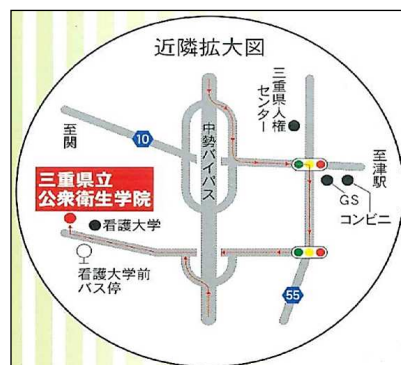 近隣拡大図
三重県人権
センター
至関
10
中勢バイパス
至津駅
三重県立
公衆衛生学院
看護大学
GS
コンビニ
看護大学前
バス停
55